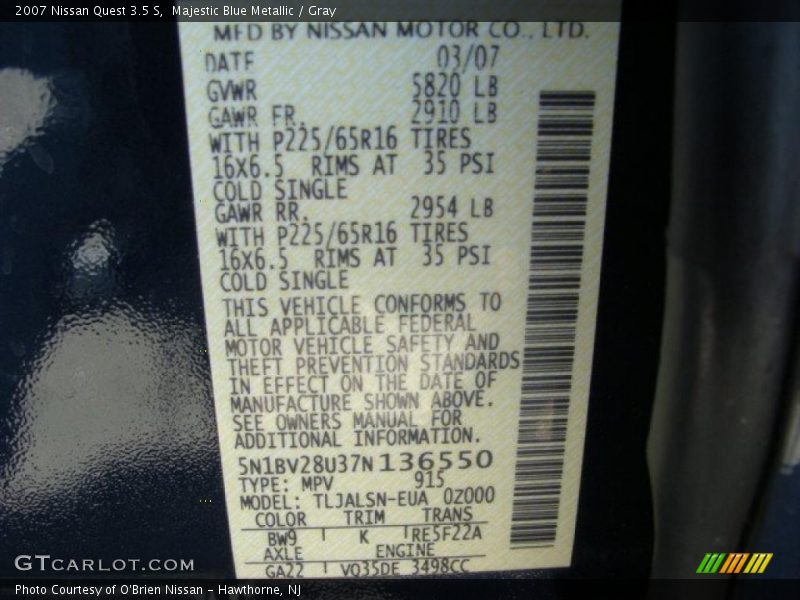 2007 Nissan Quest 3.5 S, Majestic Blue Metallic / Gray
MFD BY NISSAN MOTOR CO., LTD.
DATE 03/07
GVWR 5820 LB
GAWR FR. 2910 LB
WITH P225/65R16 TIRES
16X6.5 RIMS AT 35 PSI
COLD SINGLE
GAWR RR. 2954 LB
WITH P225/65R16 TIRES
16X6.5 RIMS AT 35 PSI
COLD SINGLE
THIS VEHICLE CONFORMS TO
ALL APPLICABLE FEDERAL
MOTOR VEHICLE SAFETY AND
THEFT PREVENTION STANDARDS
IN EFFECT ON THE DATE OF
MANUFACTURE SHOWN ABOVE.
SEE OWNERS MANUAL FOR
ADDITIONAL INFORMATION.
5N1BV28U37N136550
TYPE: MPV 915
MODEL: TLJALSN-EUA 0Z000
COLOR TRIM TRANS
BW9 K RE5F22A
AXLE ENGINE
GA22 VQ35DE 3498CC
GTCARLOT.COM
Photo Courtesy of O'Brien Nissan - Hawthorne, NJ